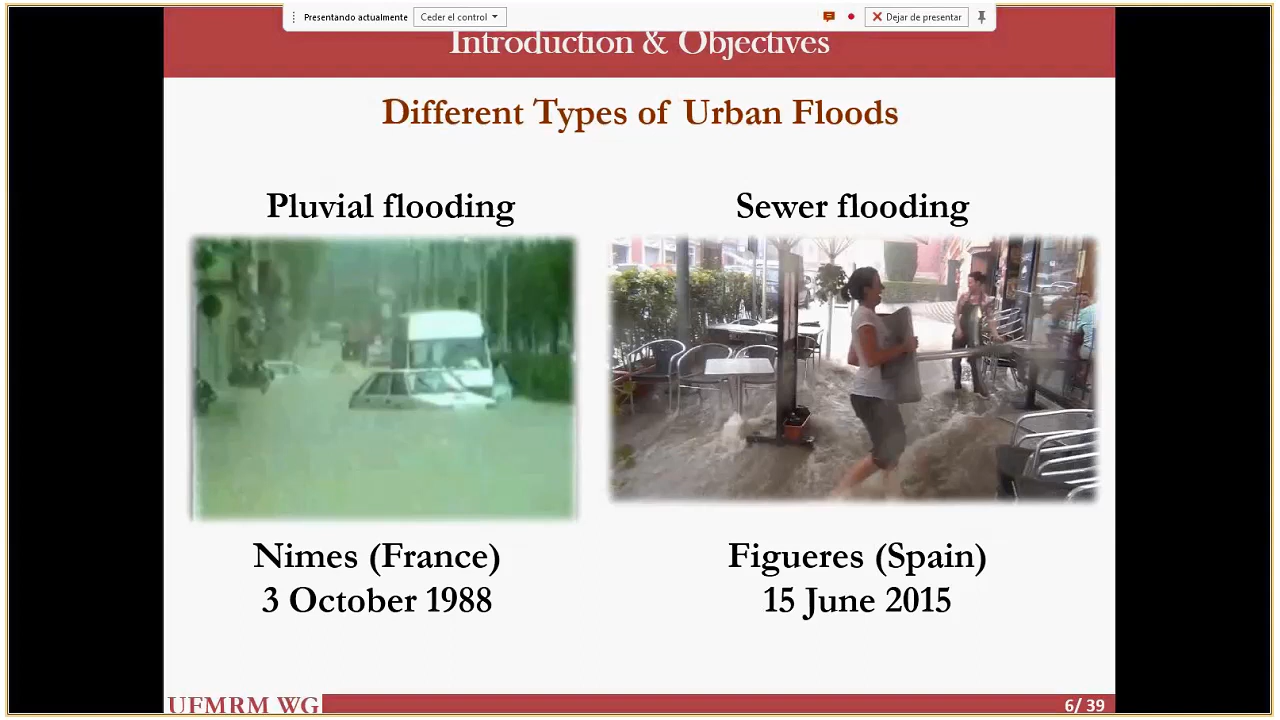 Presentando actualmente
Ceder el control
Dejar de presentar
Introduction & Objectives
Different Types of Urban Floods
Pluvial flooding
Sewer flooding
Nimes (France)
3 October 1988
Figueres (Spain)
15 June 2015
UFMRM WG
6/ 39